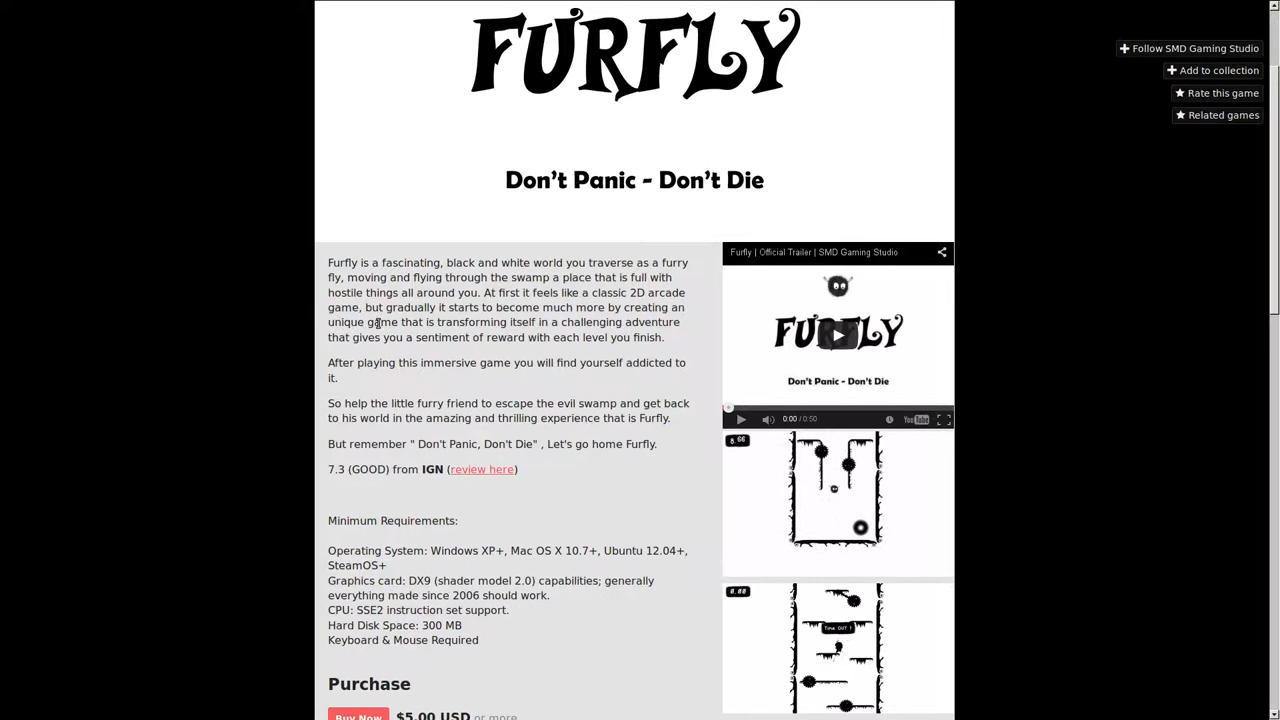 FURFLY
Don't Panic - Don't Die
Follow SMD Gaming Studio
Add to collection
Rate this game
Related games
Furfly is a fascinating, black and white world you traverse as a furry
fly, moving and flying through the swamp a place that is full with
hostile things all around you. At first it feels like a classic 2D arcade
game, but gradually it starts to become much more by creating an
unique game that is transforming itself in a challenging adventure
that gives you a sentiment of reward with each level you finish.
After playing this immersive game you will find yourself addicted to
it.
So help the little furry friend to escape the evil swamp and get back
to his world in the amazing and thrilling experience that is Furfly.
But remember " Don't Panic, Don't Die" , Let's go home Furfly.
7.3 (GOOD) from IGN (review here)
Minimum Requirements:
Operating System: Windows XP+, Mac OS X 10.7+, Ubuntu 12.04+,
SteamOS+
Graphics card: DX9 (shader model 2.0) capabilities; generally
everything made since 2006 should work.
CPU: SSE2 instruction set support.
Hard Disk Space: 300 MB
Keyboard & Mouse Required
Purchase
Buy Now $5.00 USD or more
Furfly | Official Trailer | SMD Gaming Studio
FURFLY
Don't Panic - Don't Die
0:00 / 0:50
YouTube
Time OUT !